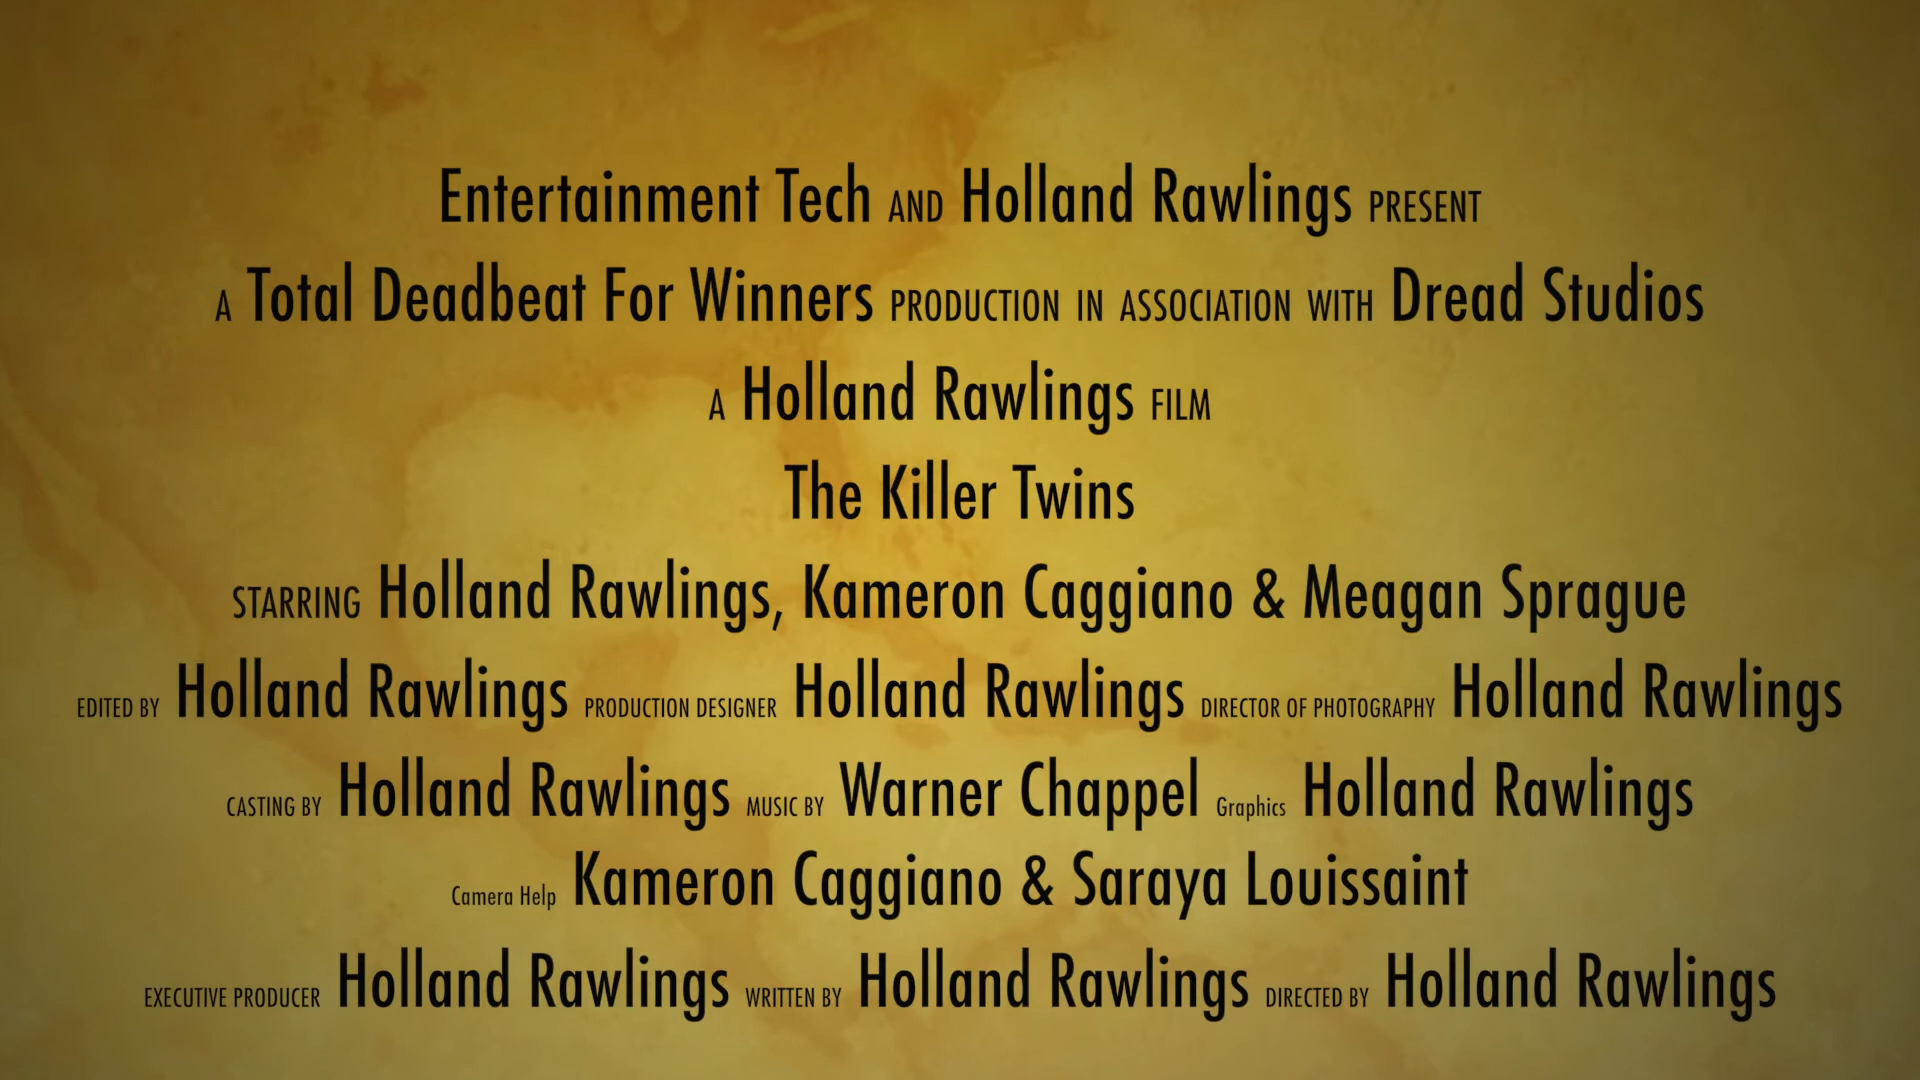 Entertainment Tech AND Holland Rawlings PRESENT
A Total Deadbeat For Winners PRODUCTION IN ASSOCIATION WITH Dread Studios
A Holland Rawlings FILM
The Killer Twins
STARRING Holland Rawlings, Kameron Caggiano & Meagan Sprague
EDITED BY Holland Rawlings PRODUCTION DESIGNER Holland Rawlings DIRECTOR OF PHOTOGRAPHY Holland Rawlings
CASTING BY Holland Rawlings MUSIC BY Warner Chappel Graphics Holland Rawlings
Camera Help Kameron Caggiano & Saraya Louissaint
EXECUTIVE PRODUCER Holland Rawlings WRITTEN BY Holland Rawlings DIRECTED BY Holland Rawlings